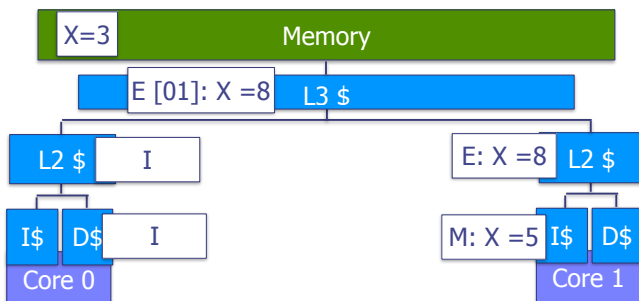 X=3 Memory
E [01]: X =8 L3 $
L2 $ I E: X =8 L2 $
I$ D$ I M: X =5 I$ D$
Core 0 Core 1